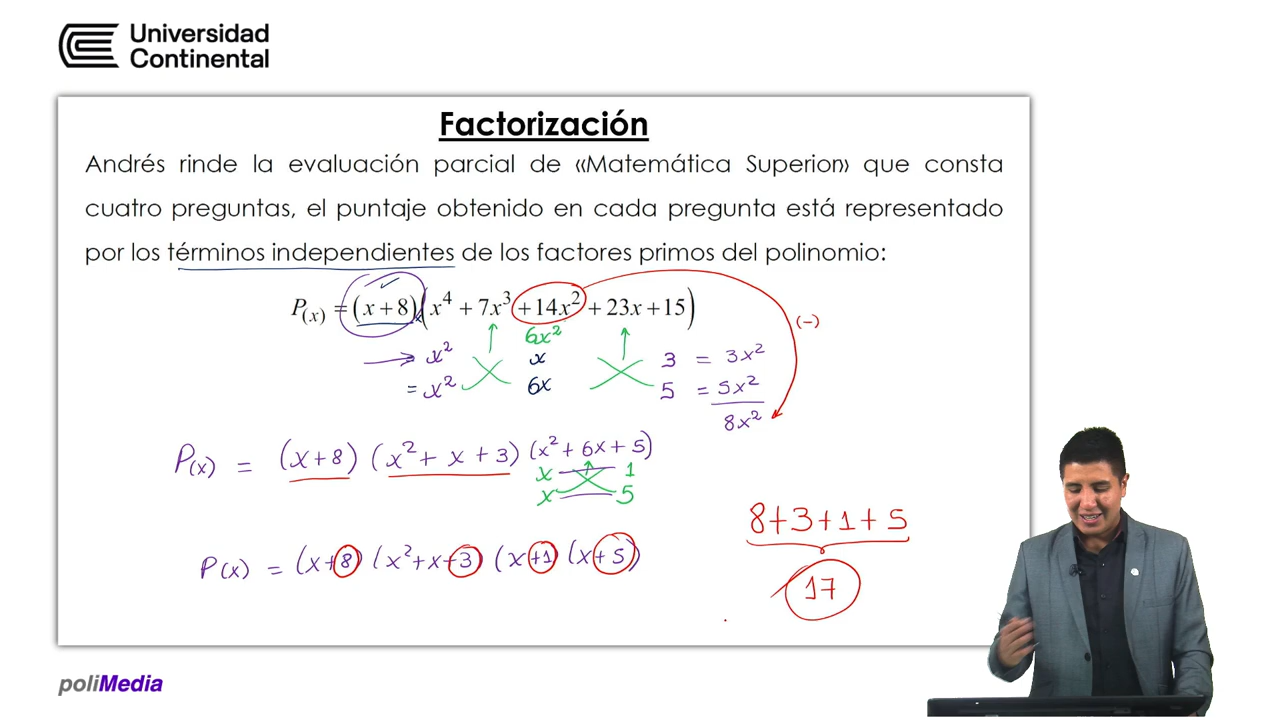 Universidad
Continental
Factorización
Andrés rinde la evaluación parcial de «Matemática Superior» que consta
cuatro preguntas, el puntaje obtenido en cada pregunta está representado
por los términos independientes de los factores primos del polinomio:
P(x) = (x + 8)(x⁴ + 7x³ + 14x² + 23x + 15)
(-)
6x²
x² x 3 = 3x²
= x² 6x 5 = 5x²
8x²
P(x) = (x+8) (x² + x + 3) (x² + 6x + 5)
x 1
x 5
8+3+1+5
P(x) = (x+8) (x²+x+3) (x+1) (x+5)
17
poliMedia